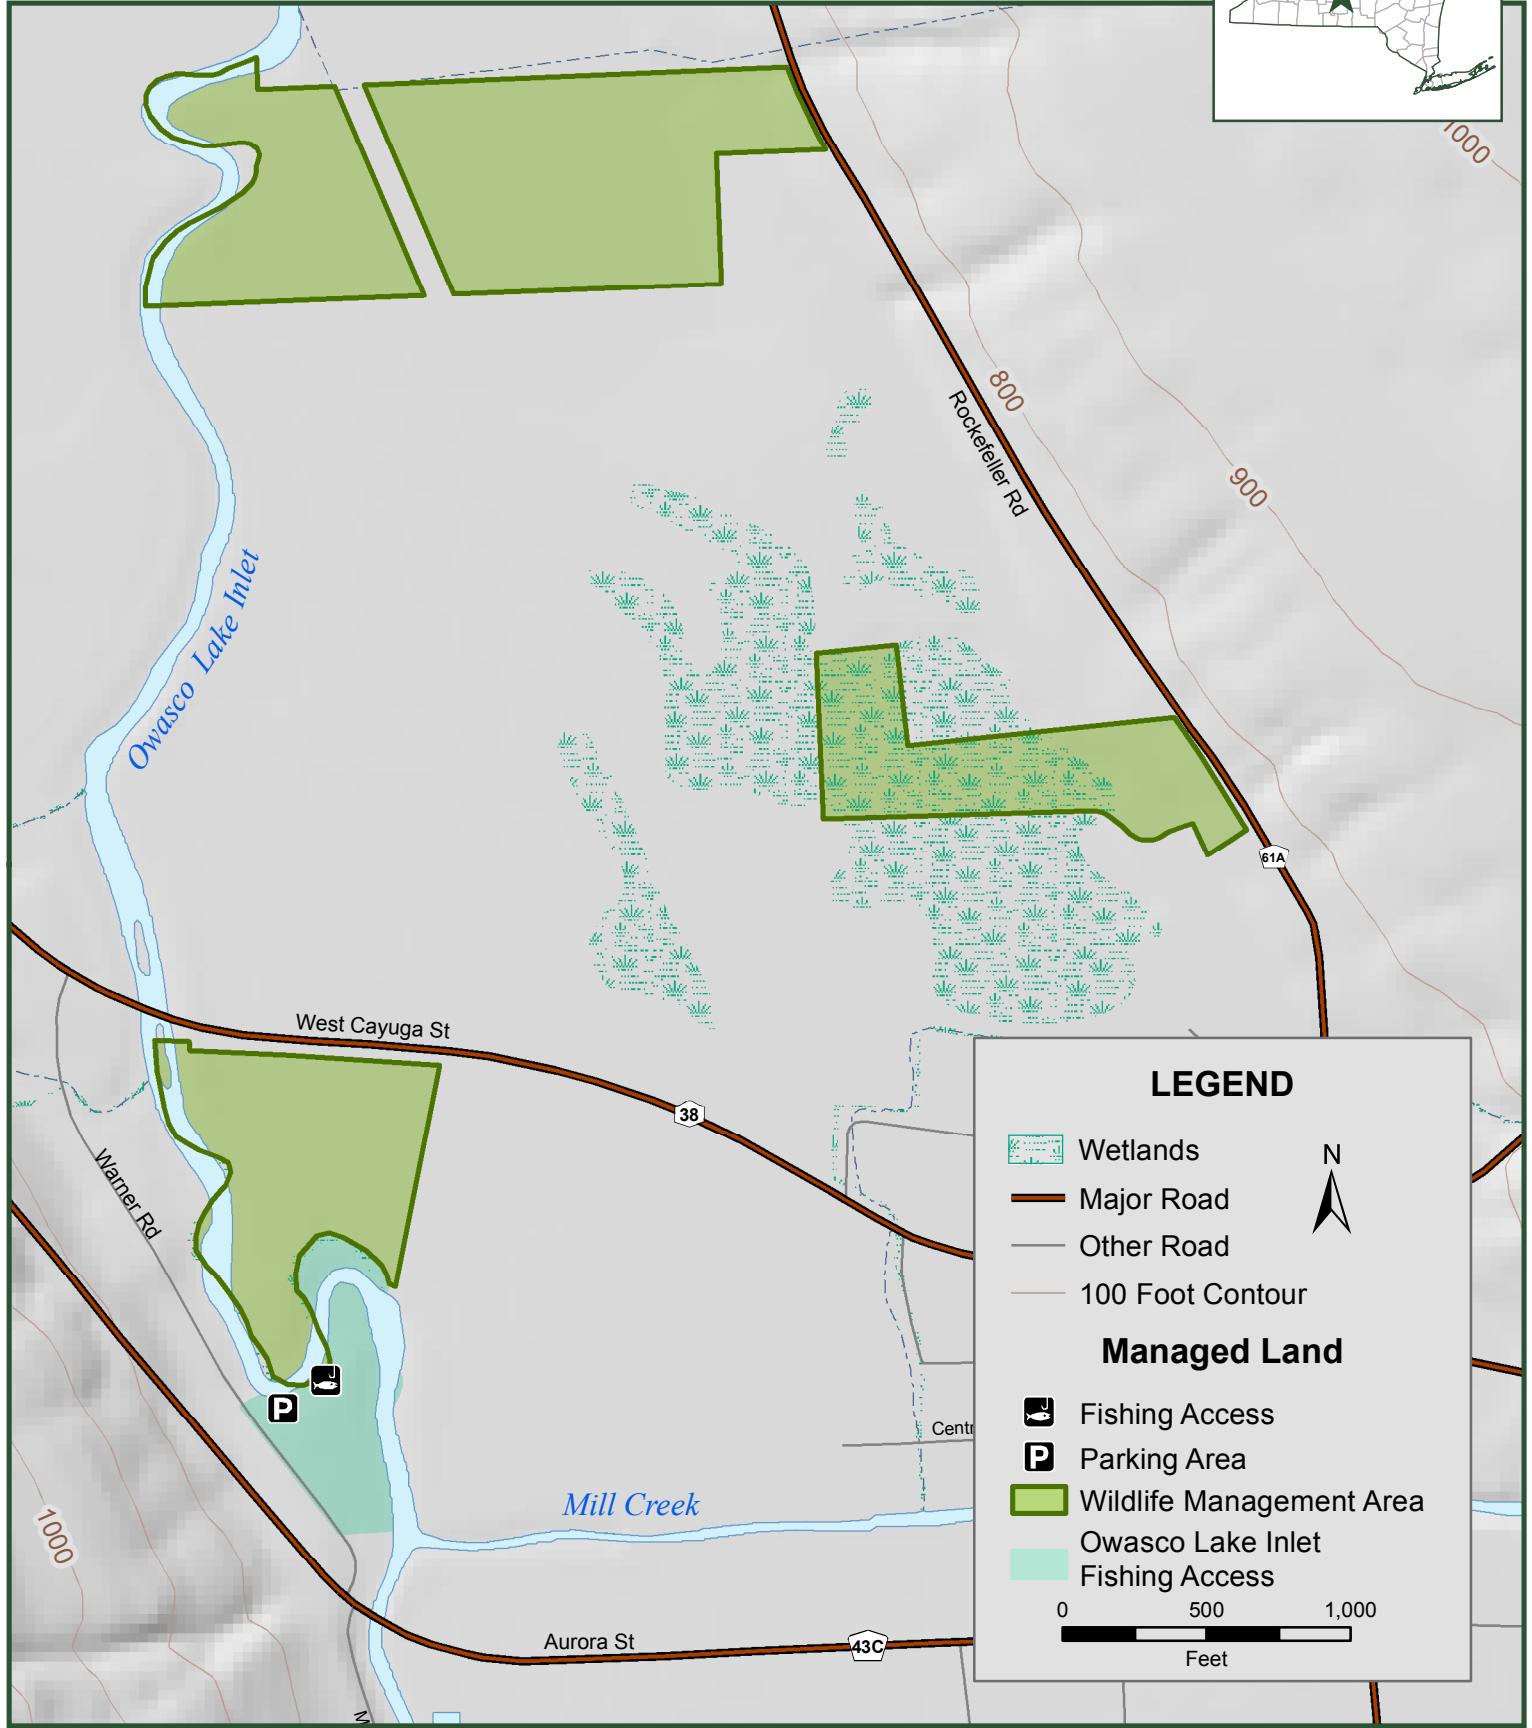 1000
800
Rockefeller Rd
900
Owasco Lake Inlet
61A
West Cayuga St
38
Warner Rd
P
Centr
Mill Creek
1000
Aurora St
43C
M
LEGEND
Wetlands
N
Major Road
Other Road
100 Foot Contour
Managed Land
Fishing Access
P Parking Area
Wildlife Management Area
Owasco Lake Inlet
Fishing Access
0 500 1,000
Feet